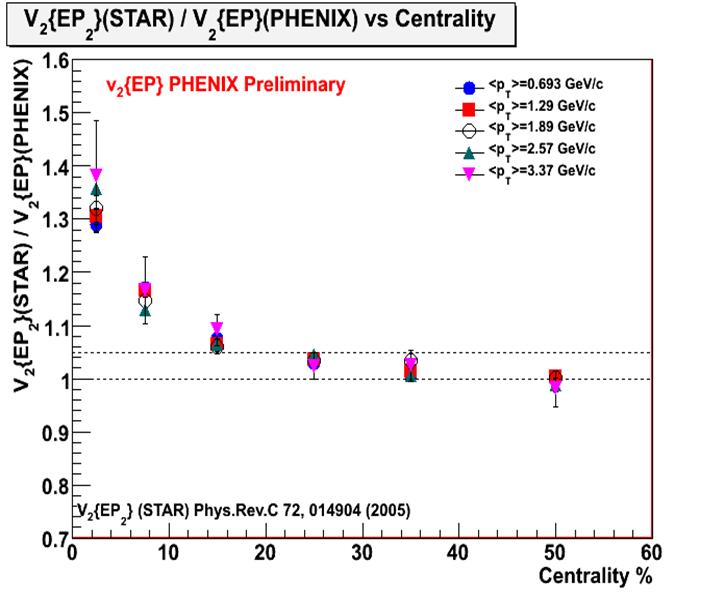 V2{EP2}(STAR) / V2{EP}(PHENIX) vs Centrality
V2{EP2}(STAR) / V2{EP}(PHENIX)
1.6
1.5
1.4
1.3
1.2
1.1
1
0.9
0.8
0.7
v2{EP} PHENIX Preliminary
<pT>=0.693 GeV/c
<pT>=1.29 GeV/c
<pT>=1.89 GeV/c
<pT>=2.57 GeV/c
<pT>=3.37 GeV/c
V2{EP2} (STAR) Phys.Rev.C 72, 014904 (2005)
0 10 20 30 40 50 60
Centrality %